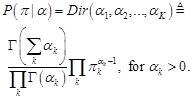 P(π|α) = Dir(α₁,α₂,...,α_K) ≜
Γ(∑_k α_k) / ∏_k Γ(α_k) ∏_k π_k^{α_k−1}, for α_k > 0.